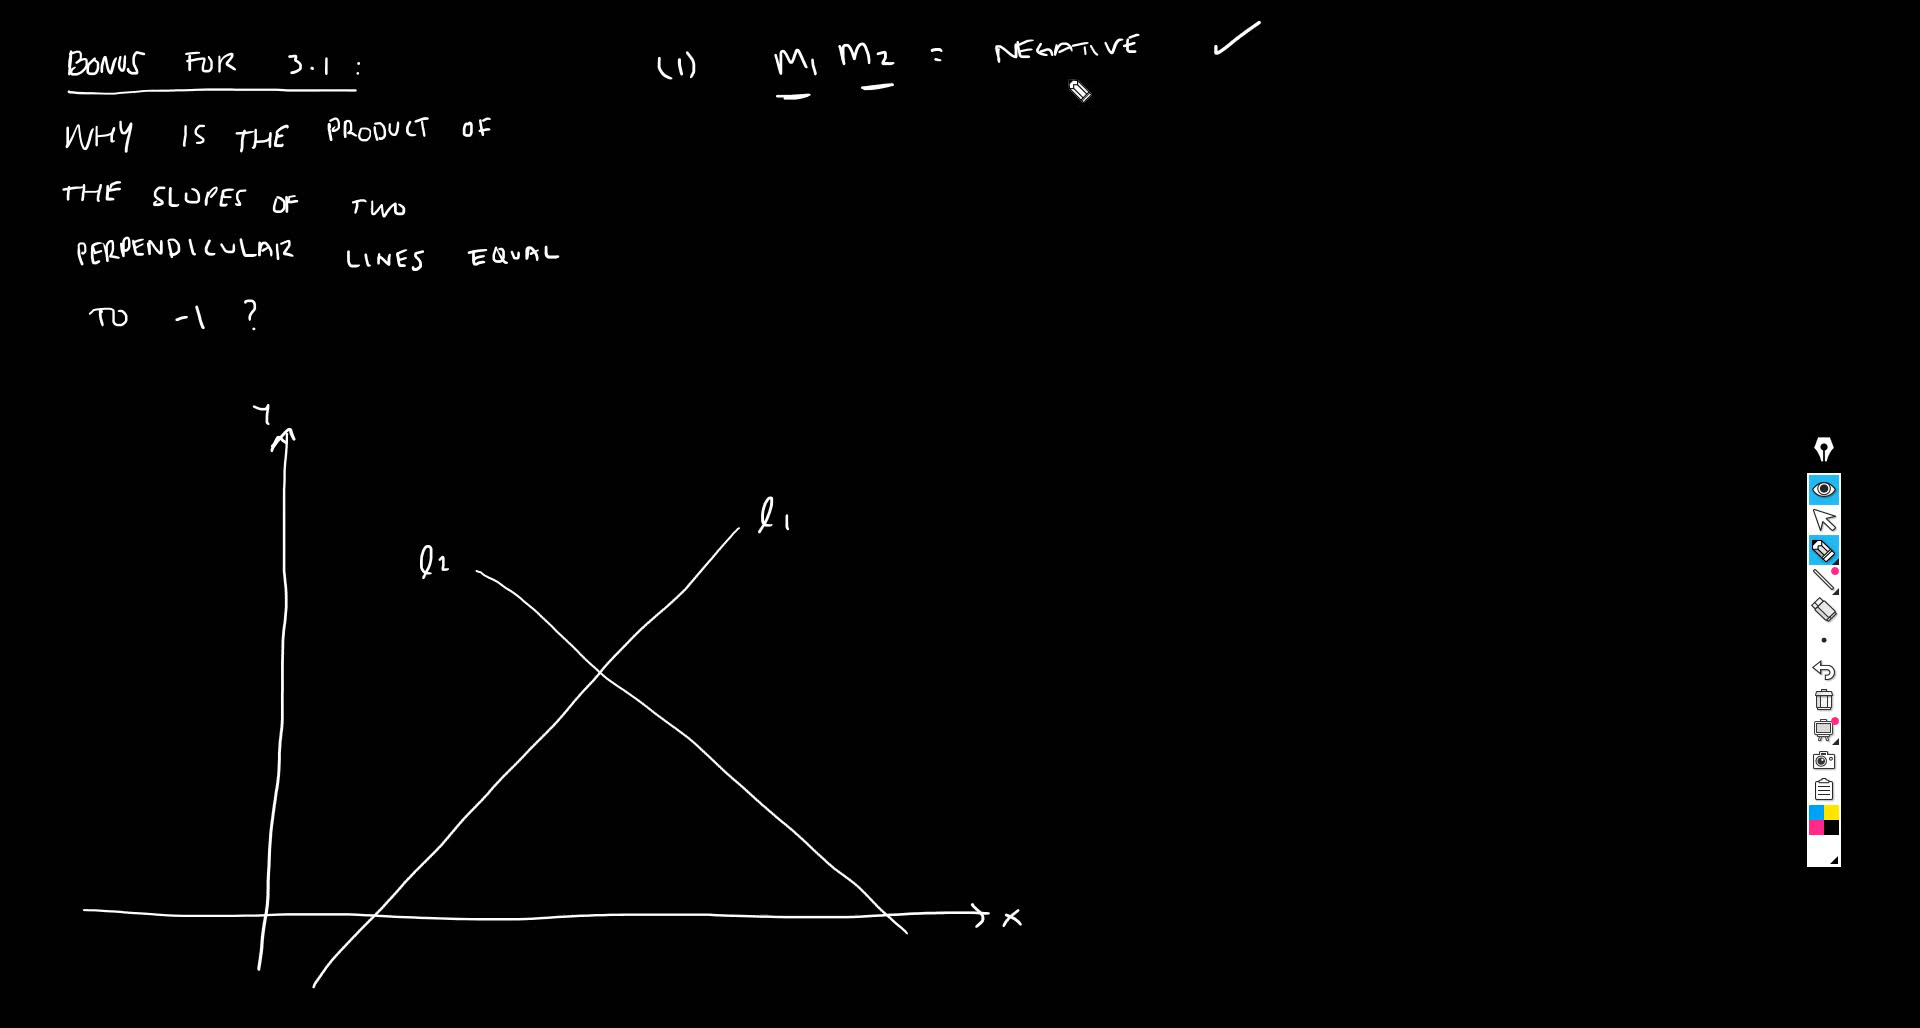 BONUS FOR 3.1 :
WHY IS THE PRODUCT OF
THE SLOPES OF TWO
PERPENDICULAR LINES EQUAL
TO -1 ?
(1) M₁ M₂ = NEGATIVE ✓
Y
l₁
l₂
X